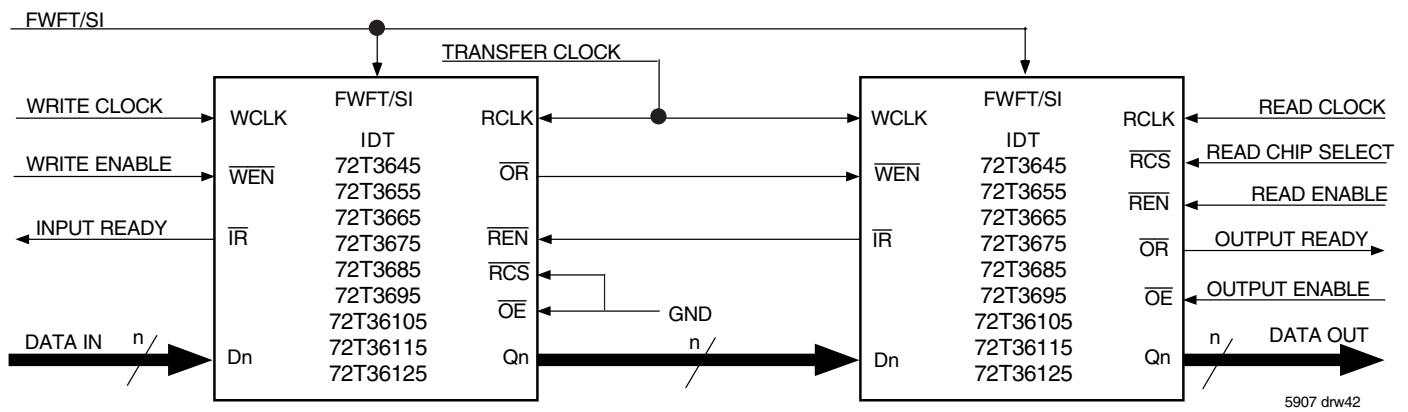 FWFT/SI
TRANSFER CLOCK
WRITE CLOCK
WRITE ENABLE
INPUT READY
DATA IN
n
FWFT/SI
WCLK
WEN
IR
Dn
IDT
72T3645
72T3655
72T3665
72T3675
72T3685
72T3695
72T36105
72T36115
72T36125
RCLK
OR
REN
RCS
OE
Qn
GND
n
FWFT/SI
WCLK
WEN
IR
Dn
IDT
72T3645
72T3655
72T3665
72T3675
72T3685
72T3695
72T36105
72T36115
72T36125
RCLK
RCS
REN
OR
OE
Qn
READ CLOCK
READ CHIP SELECT
READ ENABLE
OUTPUT READY
OUTPUT ENABLE
n
DATA OUT
5907 drw42